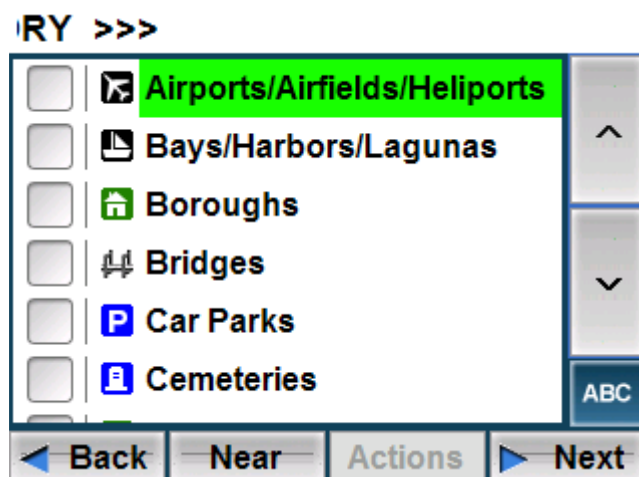 RY >>>
Airports/Airfields/Heliports
Bays/Harbors/Lagunas
Boroughs
Bridges
P Car Parks
Cemeteries
ABC
Back Near Actions Next